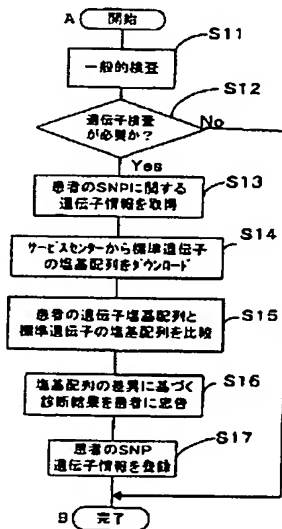 A 開始
S11
一般的検査
S12
遺伝子検査
が必要か?
No
Yes
S13
患者のSNPに関する
遺伝子情報を取得
S14
サービスセンターから標準遺伝子
の塩基配列をダウンロード
S15
患者の遺伝子塩基配列と
標準遺伝子の塩基配列を比較
S16
塩基配列の差異に基づく
診断結果を患者に忠告
S17
患者のSNP
遺伝子情報を登録
B 完了